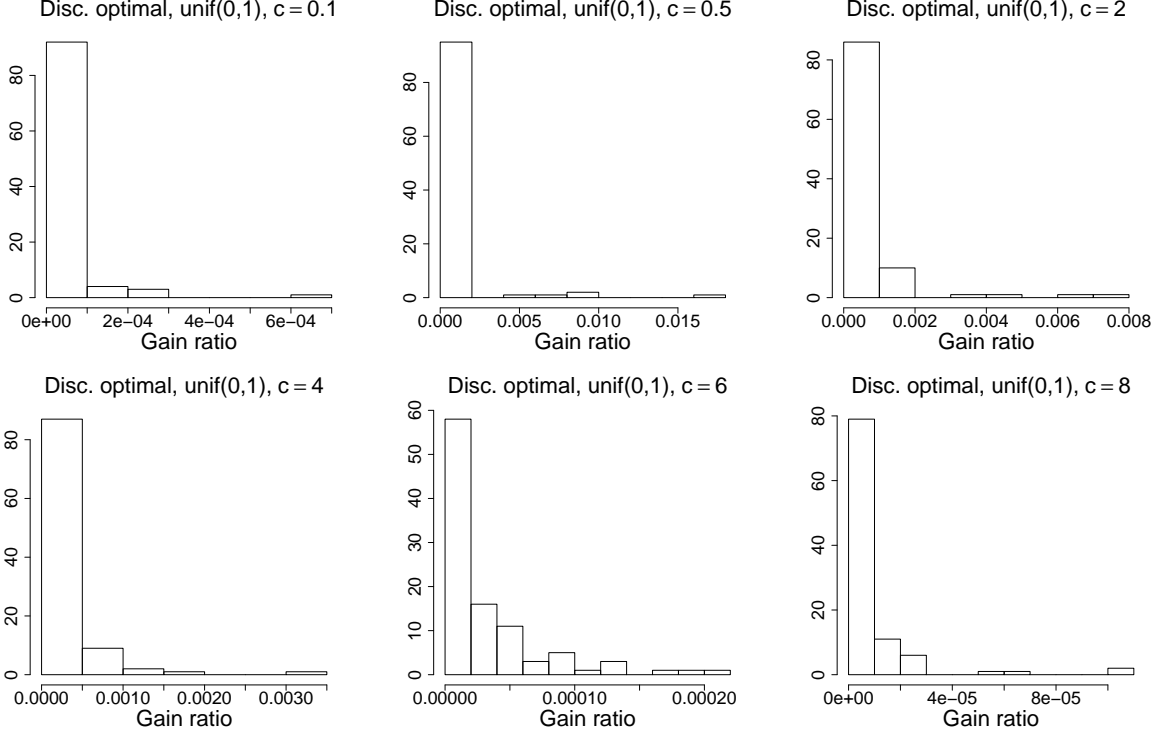 Disc. optimal, unif(0,1), c = 0.1
80
60
40
20
0
0e+00 2e-04 4e-04 6e-04
Gain ratio
Disc. optimal, unif(0,1), c = 0.5
80
60
40
20
0
0.000 0.005 0.010 0.015
Gain ratio
Disc. optimal, unif(0,1), c = 2
80
60
40
20
0
0.000 0.002 0.004 0.006 0.008
Gain ratio
Disc. optimal, unif(0,1), c = 4
80
60
40
20
0
0.0000 0.0010 0.0020 0.0030
Gain ratio
Disc. optimal, unif(0,1), c = 6
60
50
40
30
20
10
0
0.00000 0.00010 0.00020
Gain ratio
Disc. optimal, unif(0,1), c = 8
80
60
40
20
0
0e+00 4e-05 8e-05
Gain ratio